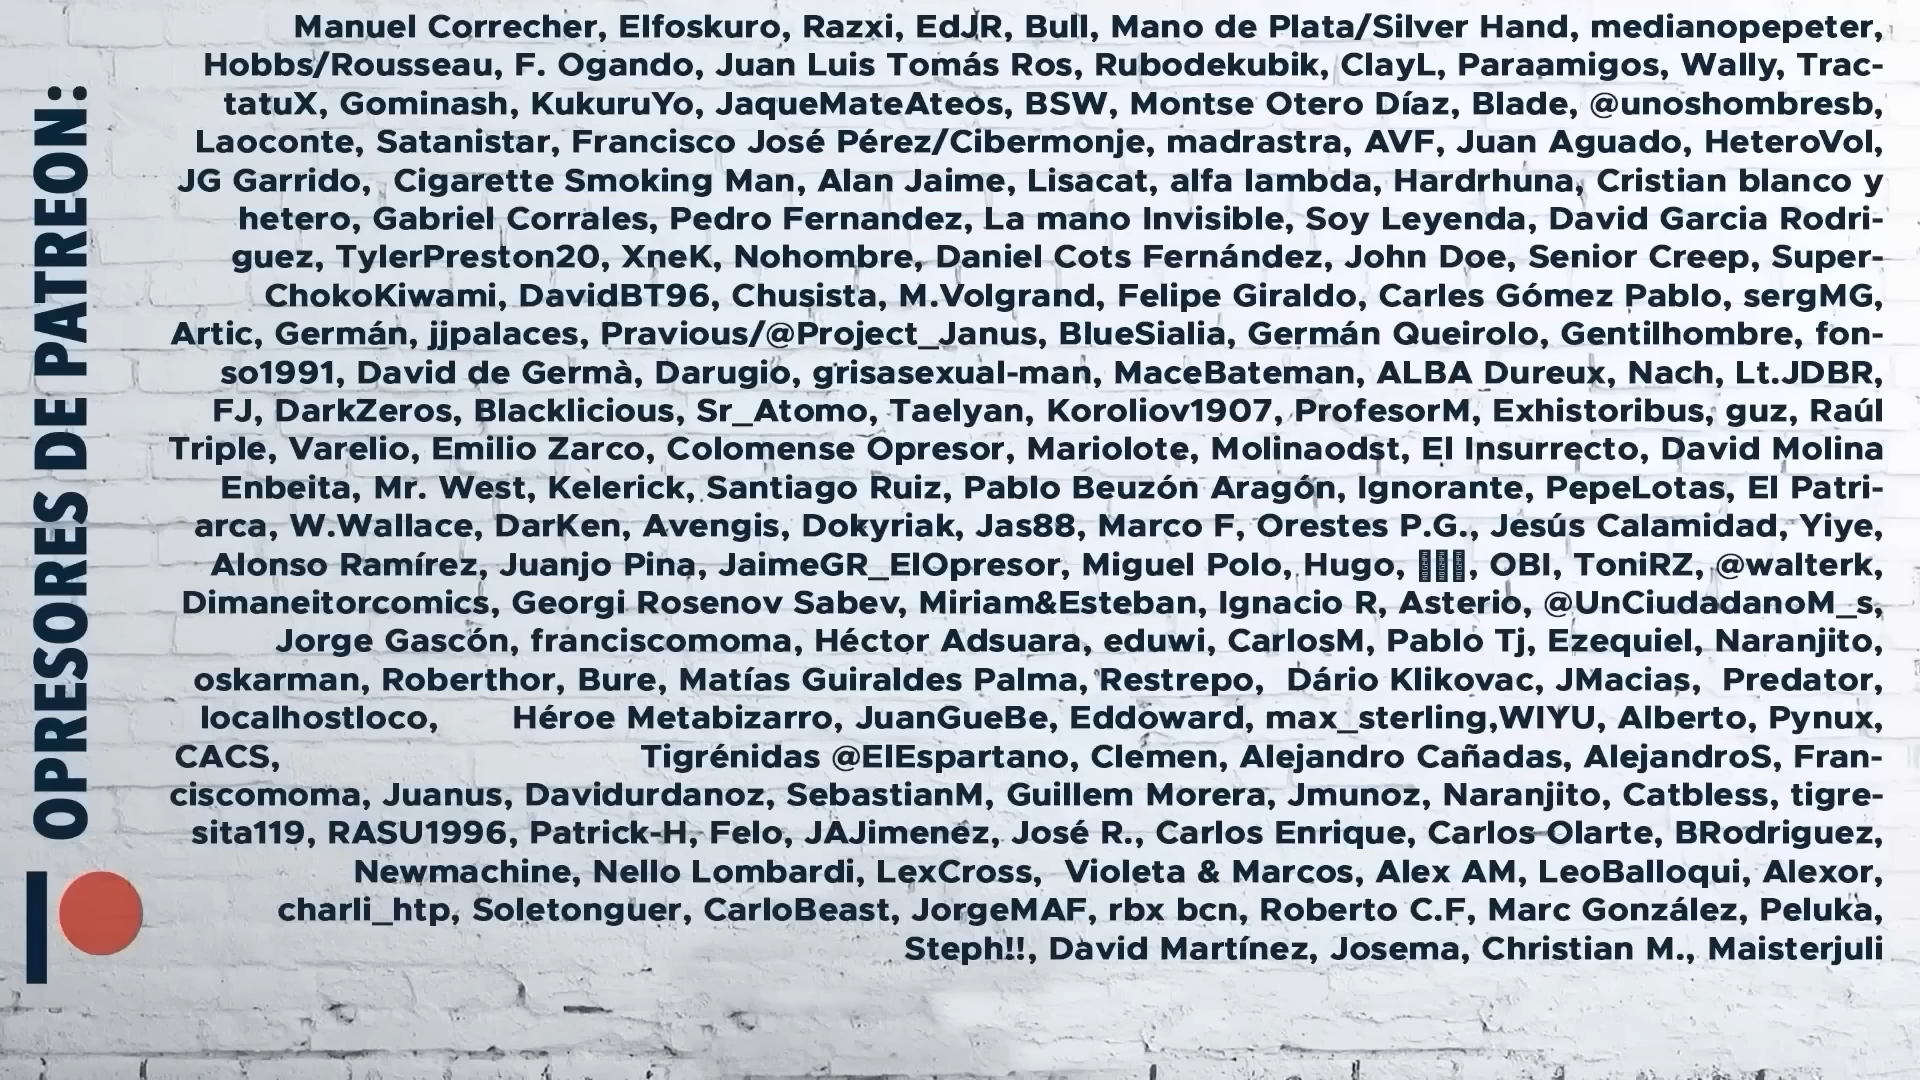 OPRESORES DE PATREON:
Manuel Correcher, Elfoskuro, Razxi, EdJR, Bull, Mano de Plata/Silver Hand, medianopepeter,
Hobbs/Rousseau, F. Ogando, Juan Luis Tomás Ros, Rubodekubik, ClayL, Paraamigos, Wally, Trac-
tatuX, Gominash, KukuruYo, JaqueMateAteos, BSW, Montse Otero Díaz, Blade, @unoshombresb,
Laoconte, Satanistar, Francisco José Pérez/Cibermonje, madrastra, AVF, Juan Aguado, HeteroVol,
JG Garrido, Cigarette Smoking Man, Alan Jaime, Lisacat, alfa lambda, Hardrhuna, Cristian blanco y
hetero, Gabriel Corrales, Pedro Fernandez, La mano Invisible, Soy Leyenda, David Garcia Rodri-
guez, TylerPreston20, XneK, Nohombre, Daniel Cots Fernández, John Doe, Senior Creep, Super-
ChokoKiwami, DavidBT96, Chusista, M.Volgrand, Felipe Giraldo, Carles Gómez Pablo, sergMG,
Artic, Germán, jjpalaces, Pravious/@Project_Janus, BlueSialia, Germán Queirolo, Gentilhombre, fon-
so1991, David de Germà, Darugio, grisasexual-man, MaceBateman, ALBA Dureux, Nach, Lt.JDBR,
FJ, DarkZeros, Blacklicious, Sr_Atomo, Taelyan, Koroliov1907, ProfesorM, Exhistoribus, guz, Raúl
Triple, Varelio, Emilio Zarco, Colomense Opresor, Mariolote, Molinaodst, El Insurrecto, David Molina
Enbeita, Mr. West, Kelerick, Santiago Ruiz, Pablo Beuzón Aragón, Ignorante, PepeLotas, El Patri-
arca, W.Wallace, DarKen, Avengis, Dokyriak, Jas88, Marco F, Orestes P.G., Jesús Calamidad, Yiye,
Alonso Ramírez, Juanjo Pina, JaimeGR_ElOpresor, Miguel Polo, Hugo, , OBI, ToniRZ, @walterk,
Dimaneitorcomics, Georgi Rosenov Sabev, Miriam&Esteban, Ignacio R, Asterio, @UnCiudadanoM_s,
Jorge Gascón, franciscomoma, Héctor Adsuara, eduwi, CarlosM, Pablo Tj, Ezequiel, Naranjito,
oskarman, Roberthor, Bure, Matías Guiraldes Palma, Restrepo, Dário Klikovac, JMacias, Predator,
localhostloco, Héroe Metabizarro, JuanGueBe, Eddoward, max_sterling,WIYU, Alberto, Pynux,
CACS, Tigrénidas @ElEspartano, Clemen, Alejandro Cañadas, AlejandroS, Fran-
ciscomoma, Juanus, Davidurdanoz, SebastianM, Guillem Morera, Jmunoz, Naranjito, Catbless, tigre-
sita119, RASU1996, Patrick-H, Felo, JAJimenez, José R., Carlos Enrique, Carlos Olarte, BRodriguez,
Newmachine, Nello Lombardi, LexCross, Violeta & Marcos, Alex AM, LeoBalloqui, Alexor,
charli_htp, Soletonguer, CarloBeast, JorgeMAF, rbx bcn, Roberto C.F, Marc González, Peluka,
Steph!!, David Martínez, Josema, Christian M., Maisterjuli